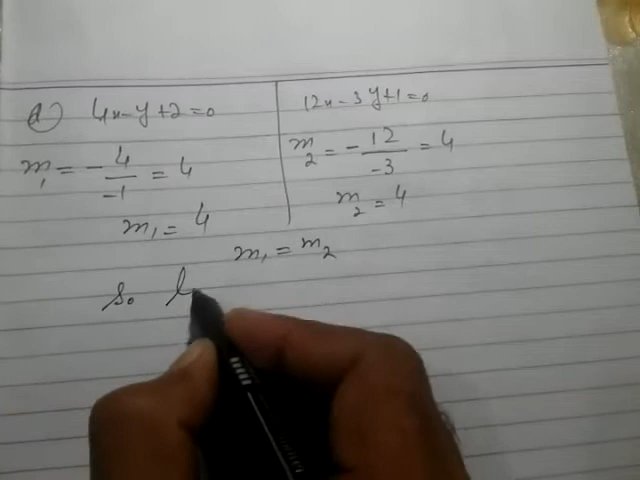 d) 4x-y+2=0
12x-3y+1=0
m₁ = -4/-1 = 4
m₂ = -12/-3 = 4
m₁ = 4
m₂ = 4
m₁ = m₂
So l